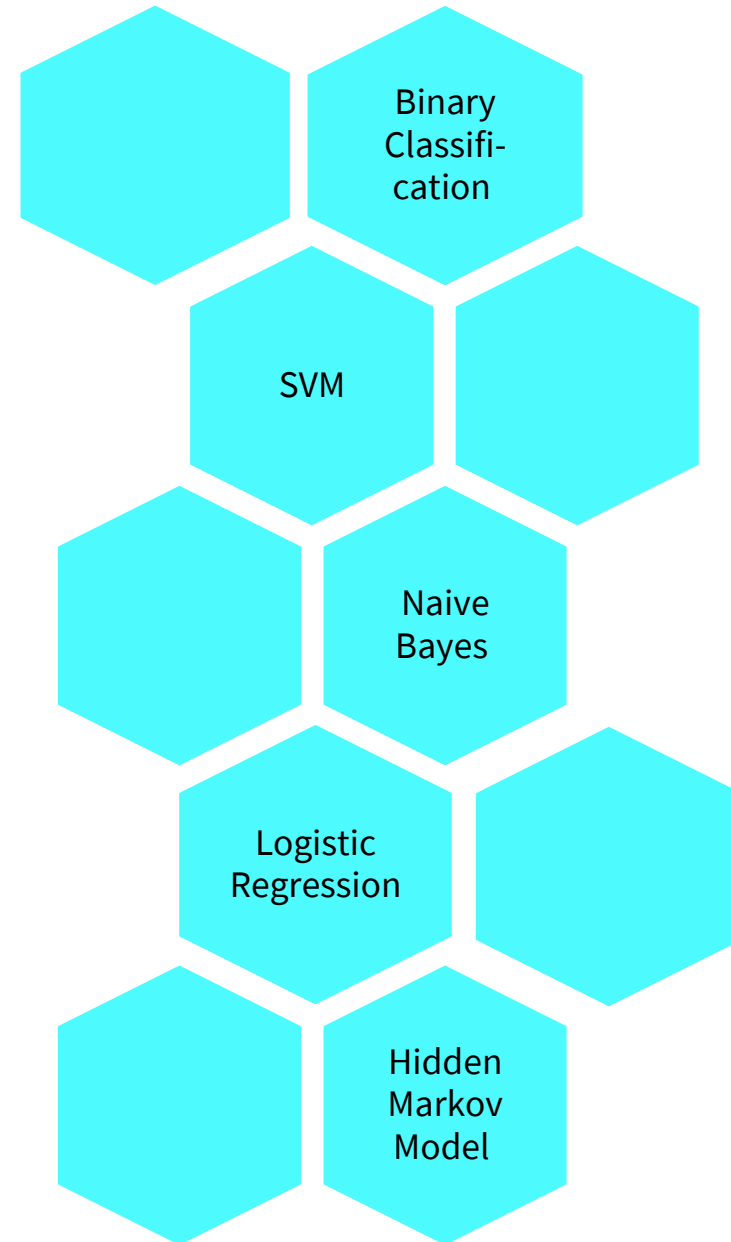 Binary
Classifi-
cation
SVM
Naive
Bayes
Logistic
Regression
Hidden
Markov
Model